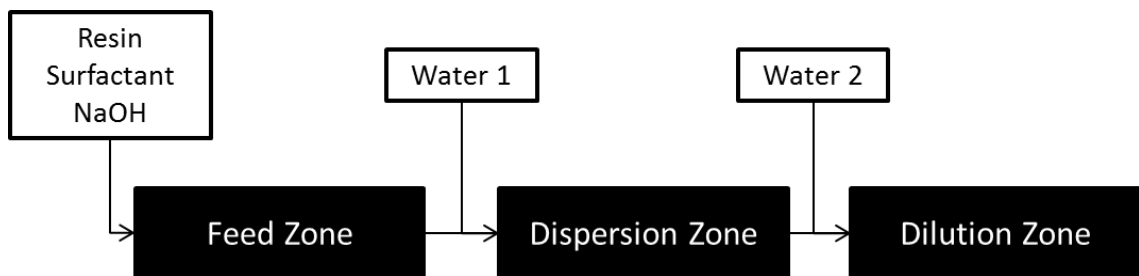 Resin
Surfactant
NaOH
Water 1
Water 2
Feed Zone
Dispersion Zone
Dilution Zone